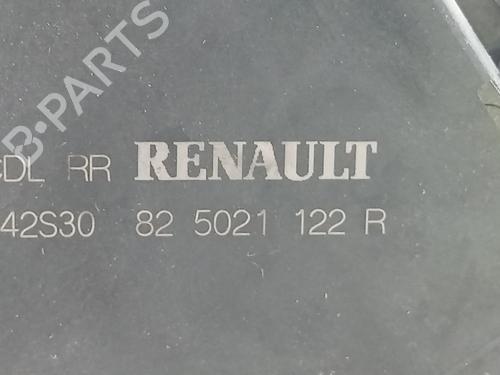 B-PARTS
CDL RR RENAULT
42S30 82 5021 122 R